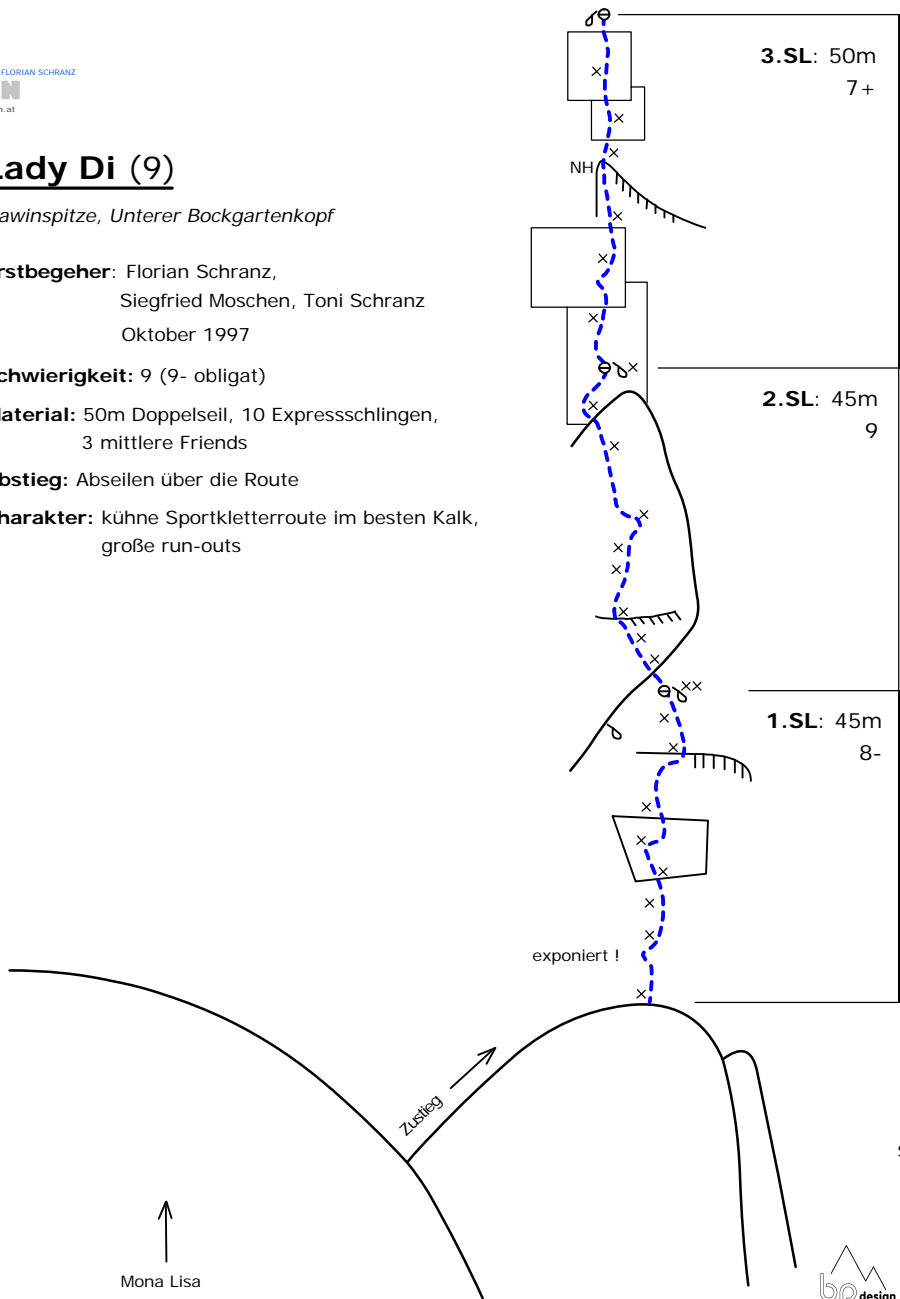 FLORIAN SCHRANZ
N
n.at
Lady Di (9)
awinspitze, Unterer Bockgartenkopf
rstbegeher: Florian Schranz,
Siegfried Moschen, Toni Schranz
Oktober 1997
chwierigkeit: 9 (9- obligat)
Material: 50m Doppelseil, 10 Expressschlingen,
3 mittlere Friends
bstieg: Abseilen über die Route
harakter: kühne Sportkletterroute im besten Kalk,
große run-outs
3.SL: 50m
7+
NH
2.SL: 45m
9
1.SL: 45m
8-
exponiert !
Zustieg
Mona Lisa
bp design